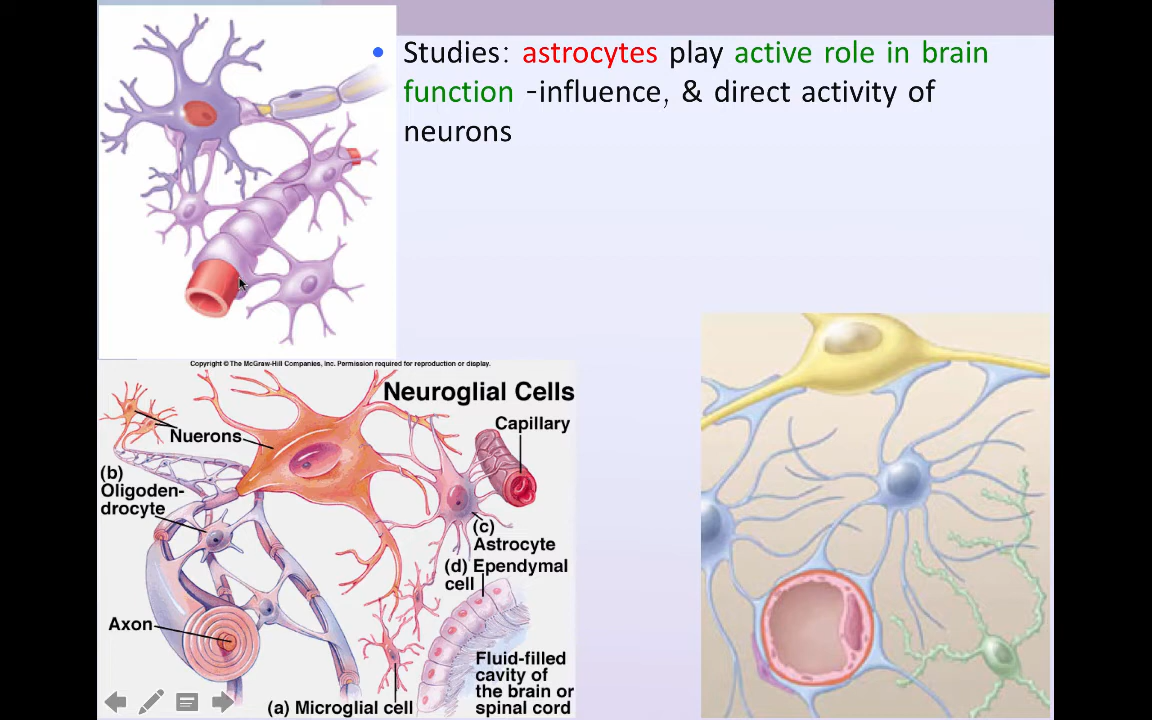 • Studies: astrocytes play active role in brain
function -influence, & direct activity of
neurons
Copyright © The McGraw-Hill Companies, Inc. Permission required for reproduction or display.
Neuroglial Cells
Capillary
Nuerons
(b)
Oligoden-
drocyte
(c)
Astrocyte
(d) Ependymal
cell
Axon
Fluid-filled
cavity of
the brain or
spinal cord
(a) Microglial cell